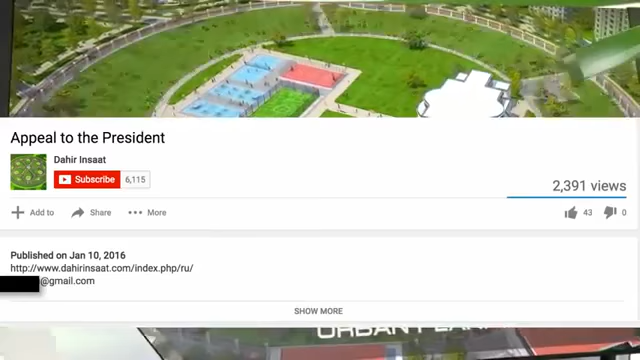 Appeal to the President
Dahir Insaat
Subscribe 6,115
2,391 views
Add to Share More 43 0
Published on Jan 10, 2016
http://www.dahirinsaat.com/index.php/ru/
@gmail.com
SHOW MORE
URBAN